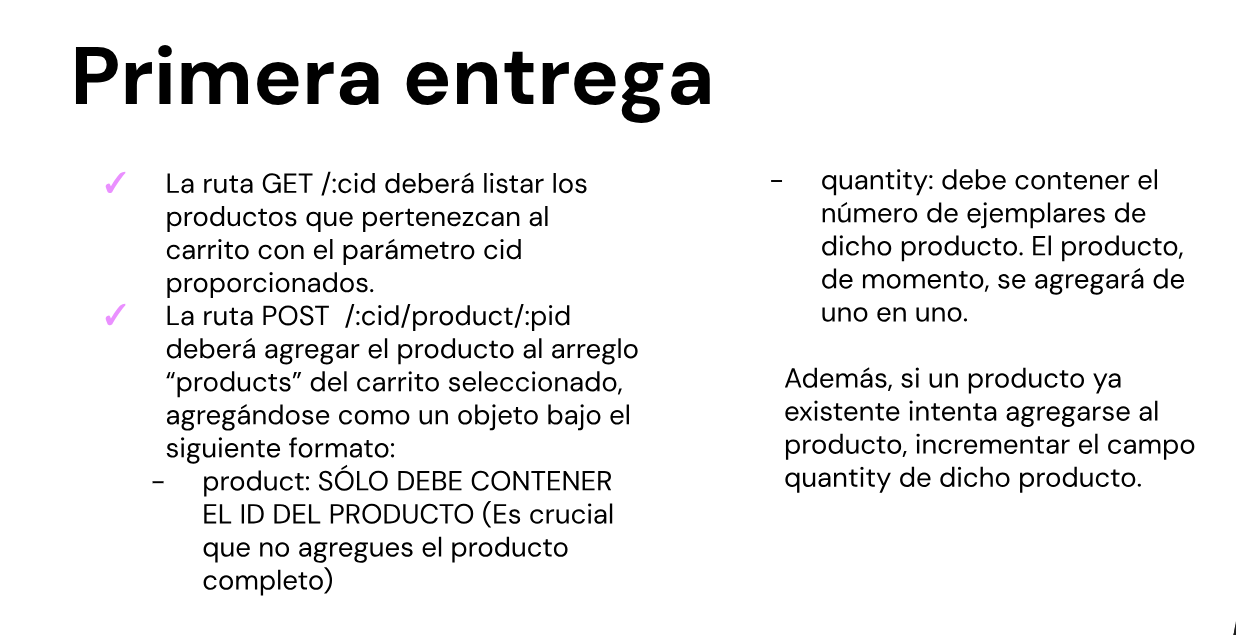 Primera entrega
✓ La ruta GET /:cid deberá listar los
productos que pertenezcan al
carrito con el parámetro cid
proporcionados.
✓ La ruta POST  /:cid/product/:pid
deberá agregar el producto al arreglo
“products” del carrito seleccionado,
agregándose como un objeto bajo el
siguiente formato:
- product: SÓLO DEBE CONTENER
EL ID DEL PRODUCTO (Es crucial
que no agregues el producto
completo)
- quantity: debe contener el
número de ejemplares de
dicho producto. El producto,
de momento, se agregará de
uno en uno.
Además, si un producto ya
existente intenta agregarse al
producto, incrementar el campo
quantity de dicho producto.